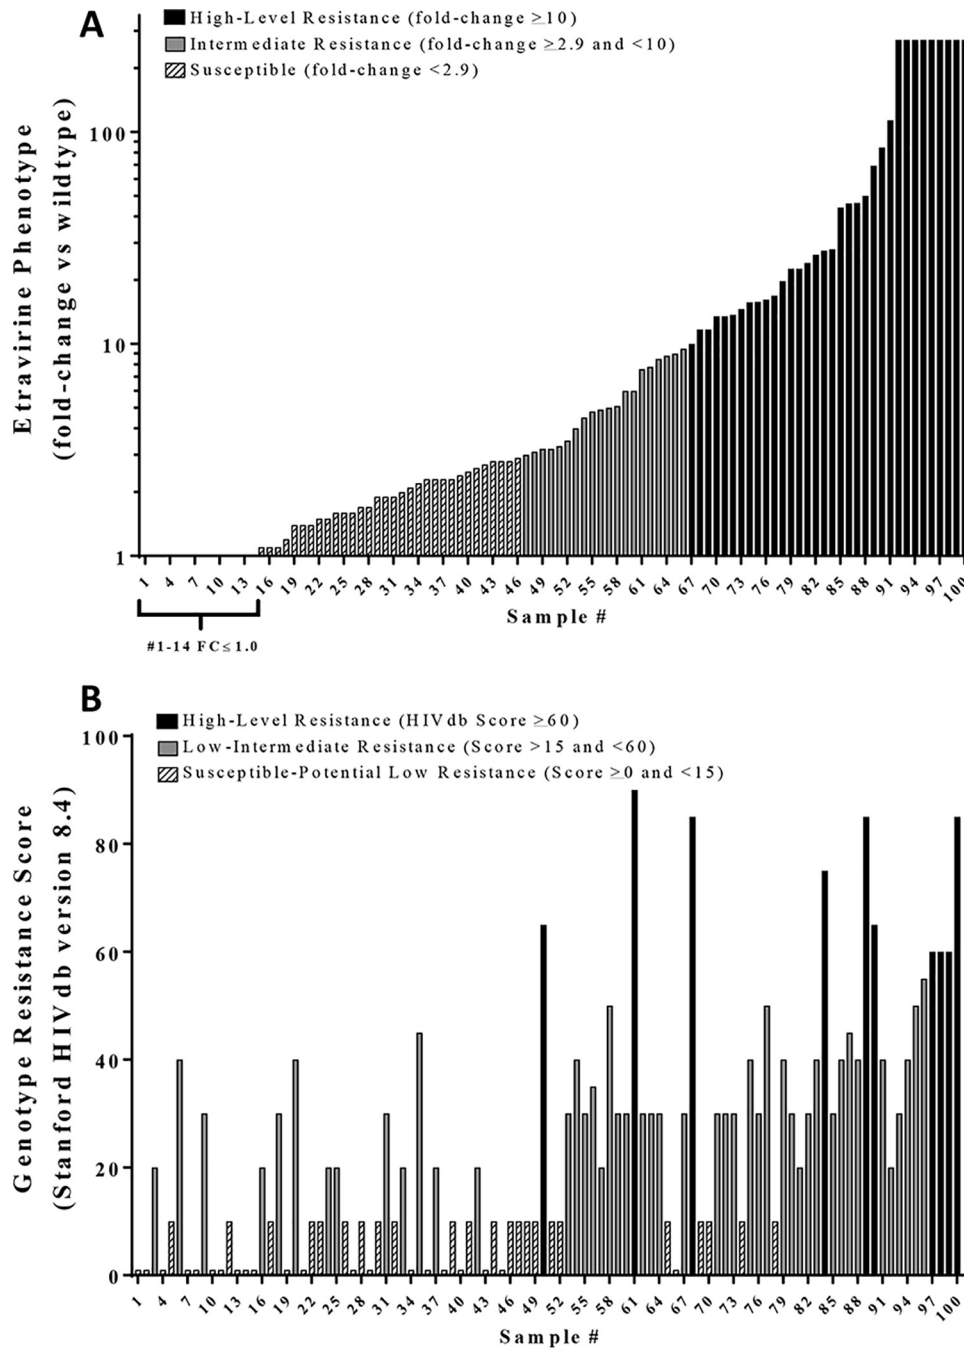 A
High-Level Resistance (fold-change ≥10)
Intermediate Resistance (fold-change ≥2.9 and <10)
Susceptible (fold-change <2.9)
Etravirine Phenotype
(fold-change vs wildtype)
100
10
1
1 4 7 10 13 16 19 22 25 28 31 34 37 40 43 46 49 52 55 58 61 64 67 70 73 76 79 82 85 88 91 94 97 100
Sample #
#1-14 FC≤1.0
B
High-Level Resistance (HIVdb Score ≥60)
Low-Intermediate Resistance (Score >15 and <60)
Susceptible-Potential Low Resistance (Score ≥0 and <15)
Genotype Resistance Score
(Stanford HIVdb version 8.4)
100
80
60
40
20
0
1 4 7 10 13 16 19 22 25 28 31 34 37 40 43 46 49 52 55 58 61 64 67 70 73 76 79 82 85 88 91 94 97 100
Sample #